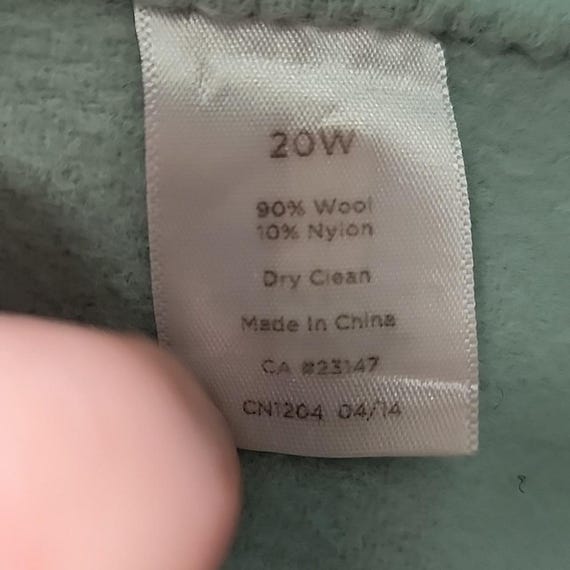 20W
90% Wool
10% Nylon
Dry Clean
Made In China
CA #23147
CN1204 04/14